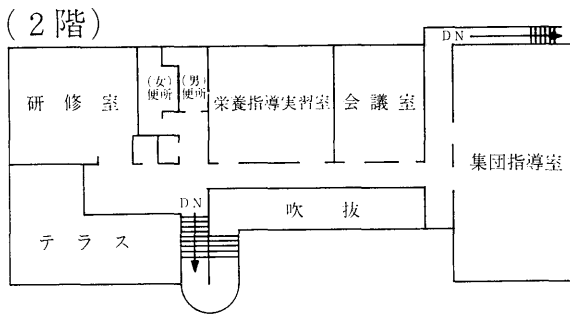 (２階)
DN
研修室
(女)
便所
(男)
便所
栄養指導実習室
会議室
集団指導室
DN
吹抜
テラス